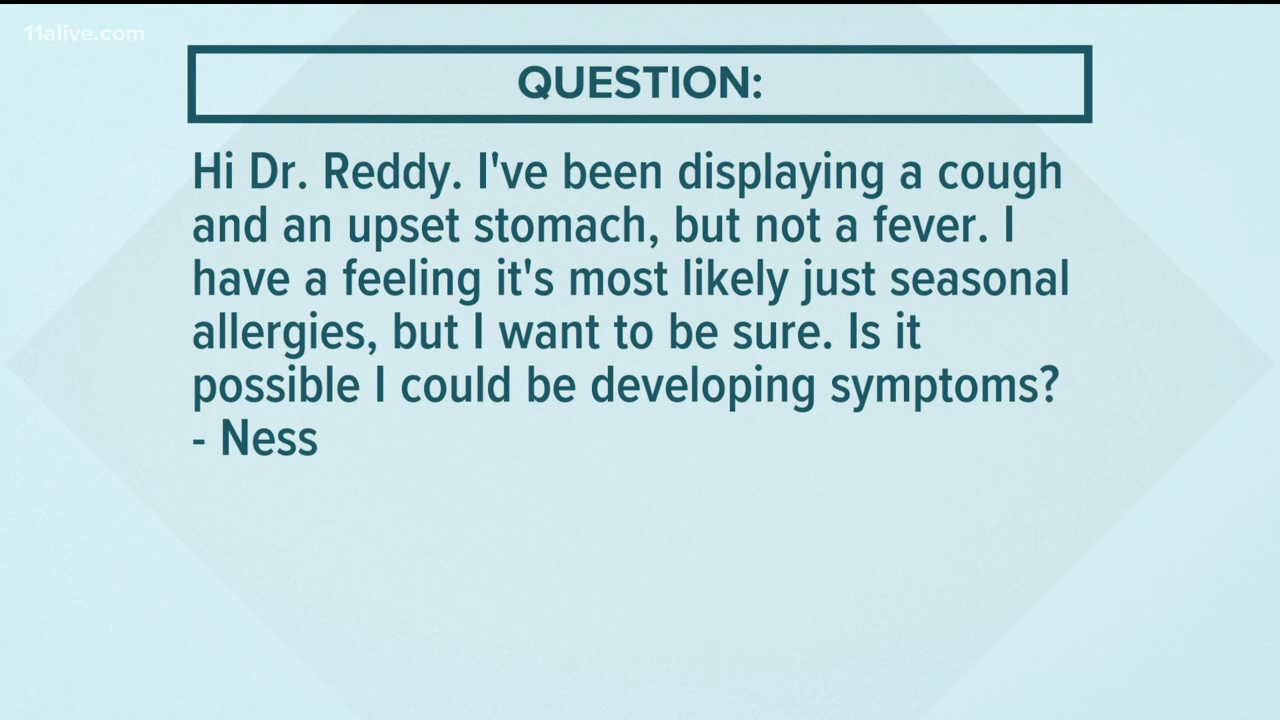 11alive.com
QUESTION:
Hi Dr. Reddy. I've been displaying a cough
and an upset stomach, but not a fever. I
have a feeling it's most likely just seasonal
allergies, but I want to be sure. Is it
possible I could be developing symptoms?
- Ness